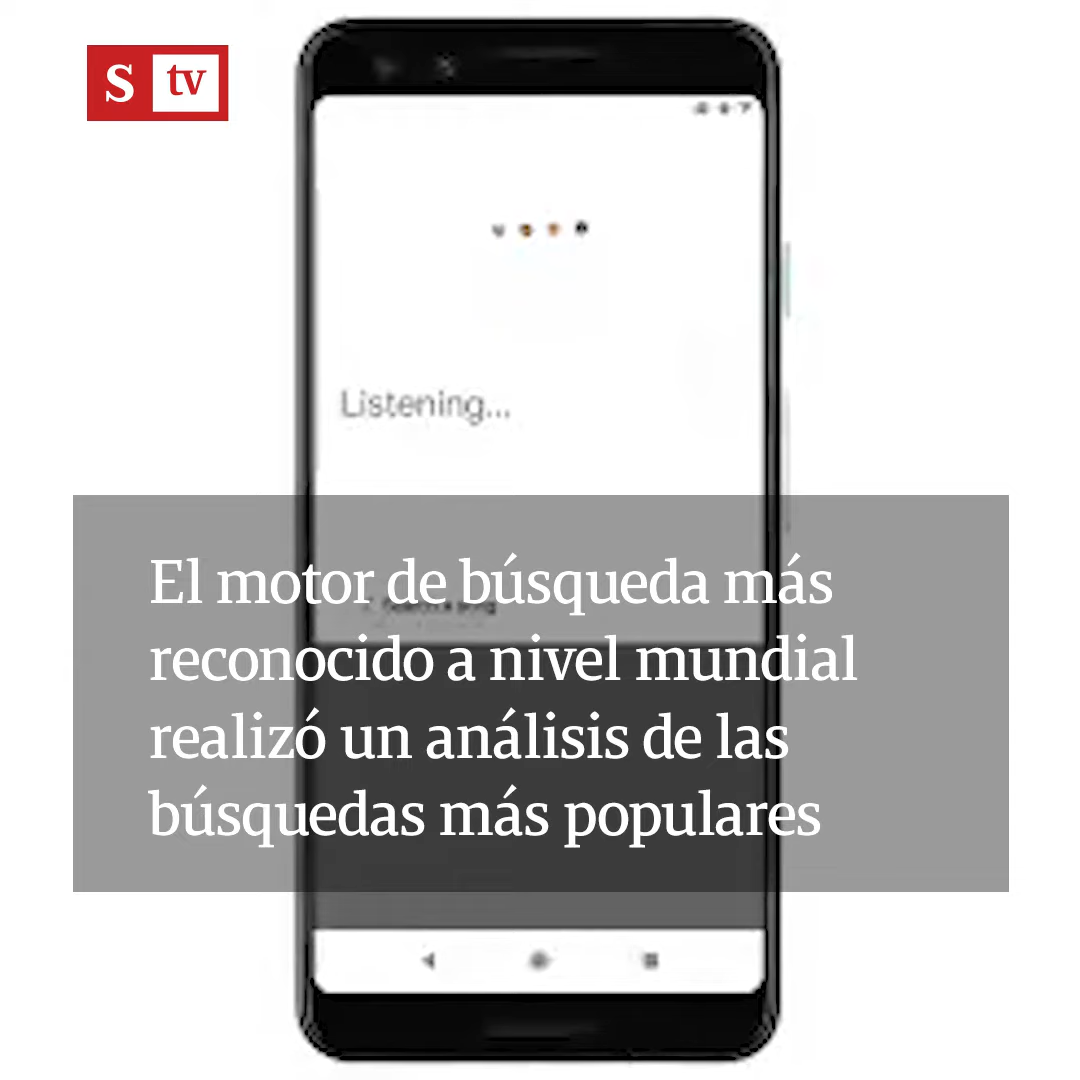 S tv
Listening...
El motor de búsqueda más
reconocido a nivel mundial
realizó un análisis de las
búsquedas más populares